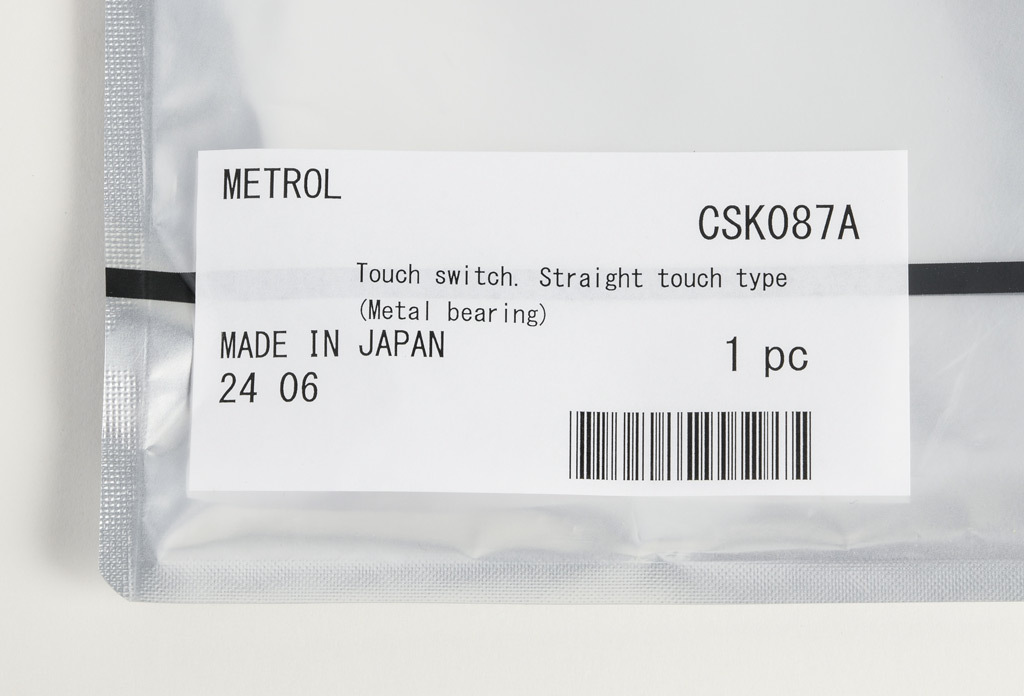 METROL
CSK087A
Touch switch. Straight touch type
(Metal bearing)
MADE IN JAPAN
1 pc
24 06